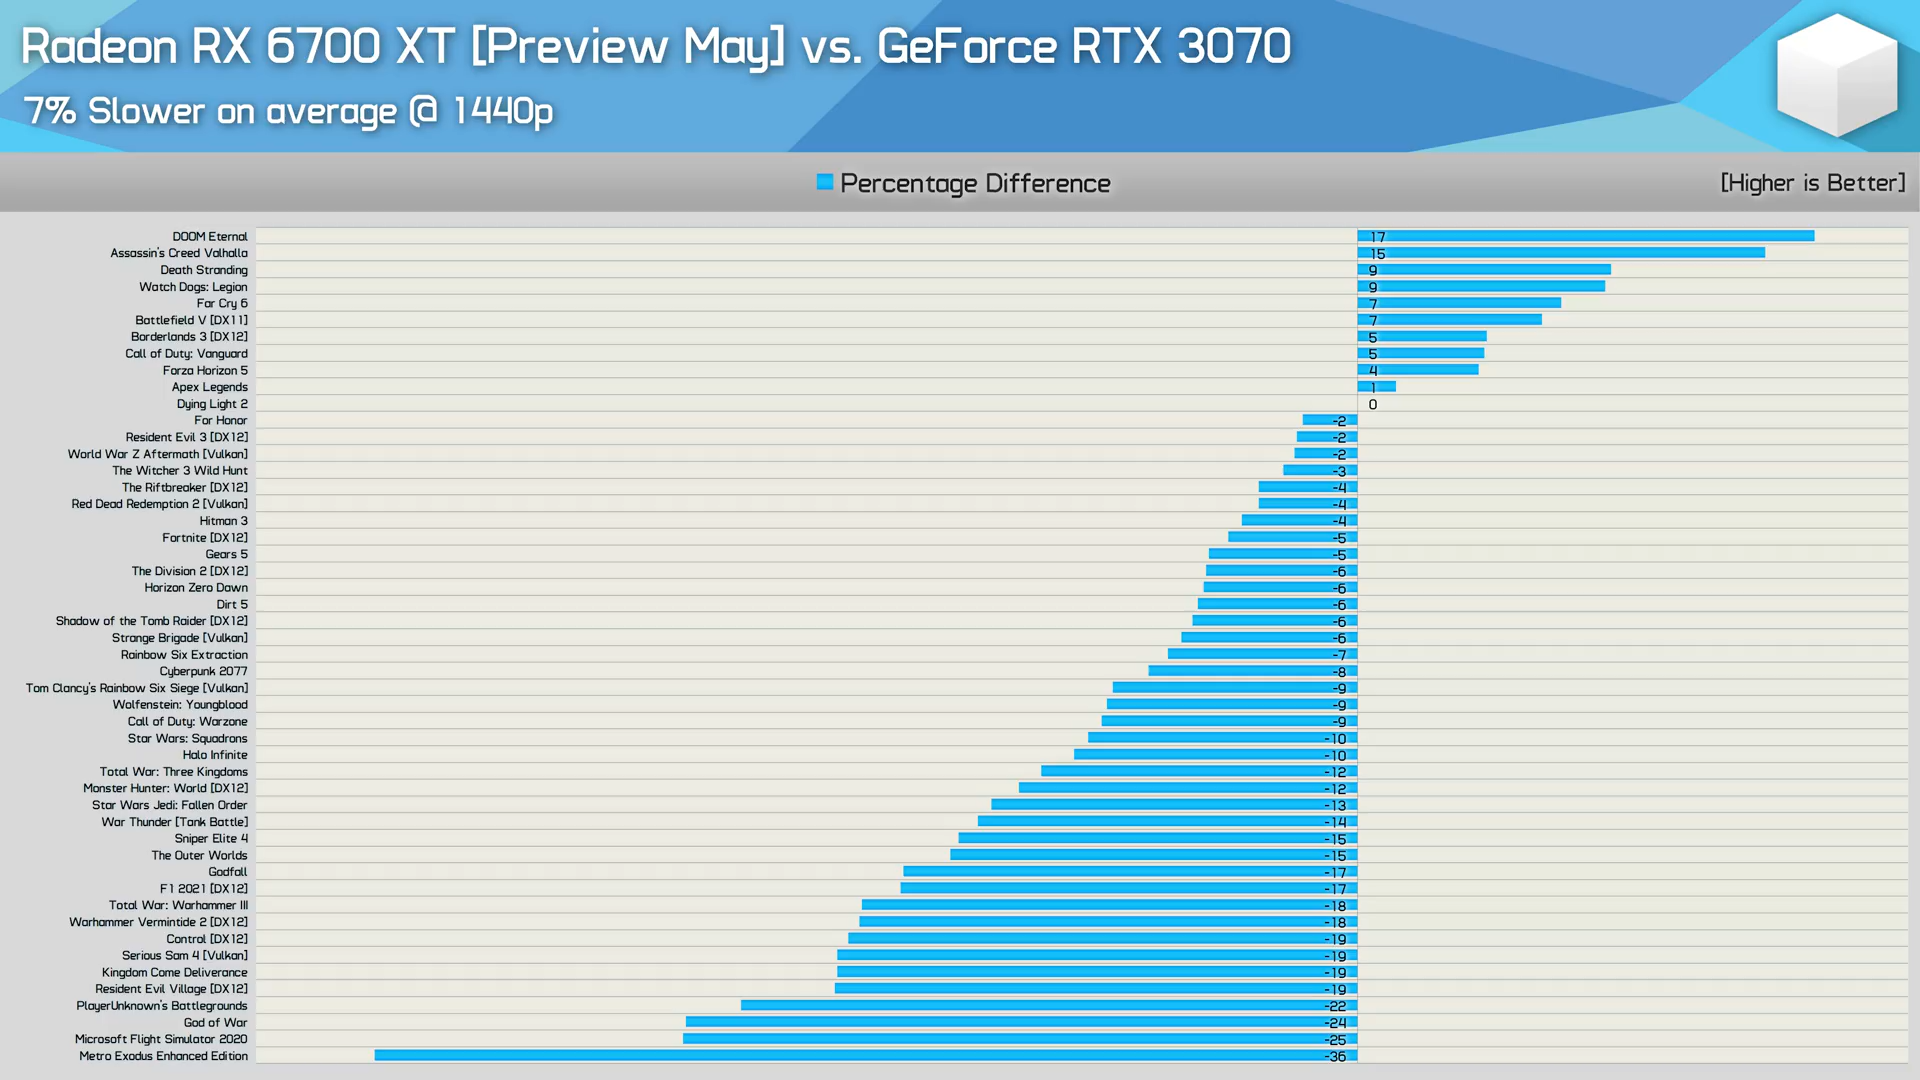 Radeon RX 6700 XT [Preview May] vs. GeForce RTX 3070
7% Slower on average @ 1440p
Percentage Difference
[Higher is Better]
DOOM Eternal 17
Assassin's Creed Valhalla 15
Death Stranding 9
Watch Dogs: Legion 9
Far Cry 6 7
Battlefield V [DX11] 7
Borderlands 3 [DX12] 5
Call of Duty: Vanguard 5
Forza Horizon 5 4
Apex Legends 1
Dying Light 2 0
For Honor -2
Resident Evil 3 [DX12] -2
World War Z Aftermath [Vulkan] -2
The Witcher 3 Wild Hunt -3
The Riftbreaker [DX12] -4
Red Dead Redemption 2 [Vulkan] -4
Hitman 3 -4
Fortnite [DX12] -5
Gears 5 -5
The Division 2 [DX12] -6
Horizon Zero Dawn -6
Dirt 5 -6
Shadow of the Tomb Raider [DX12] -6
Strange Brigade [Vulkan] -6
Rainbow Six Extraction -7
Cyberpunk 2077 -8
Tom Clancy's Rainbow Six Siege [Vulkan] -9
Wolfenstein: Youngblood -9
Call of Duty: Warzone -9
Star Wars: Squadrons -10
Halo Infinite -10
Total War: Three Kingdoms -12
Monster Hunter: World [DX12] -12
Star Wars Jedi: Fallen Order -13
War Thunder [Tank Battle] -14
Sniper Elite 4 -15
The Outer Worlds -15
Godfall -17
F1 2021 [DX12] -17
Total War: Warhammer III -18
Warhammer Vermintide 2 [DX12] -18
Control [DX12] -19
Serious Sam 4 [Vulkan] -19
Kingdom Come Deliverance -19
Resident Evil Village [DX12] -19
PlayerUnknown's Battlegrounds -22
God of War -24
Microsoft Flight Simulator 2020 -25
Metro Exodus Enhanced Edition -36